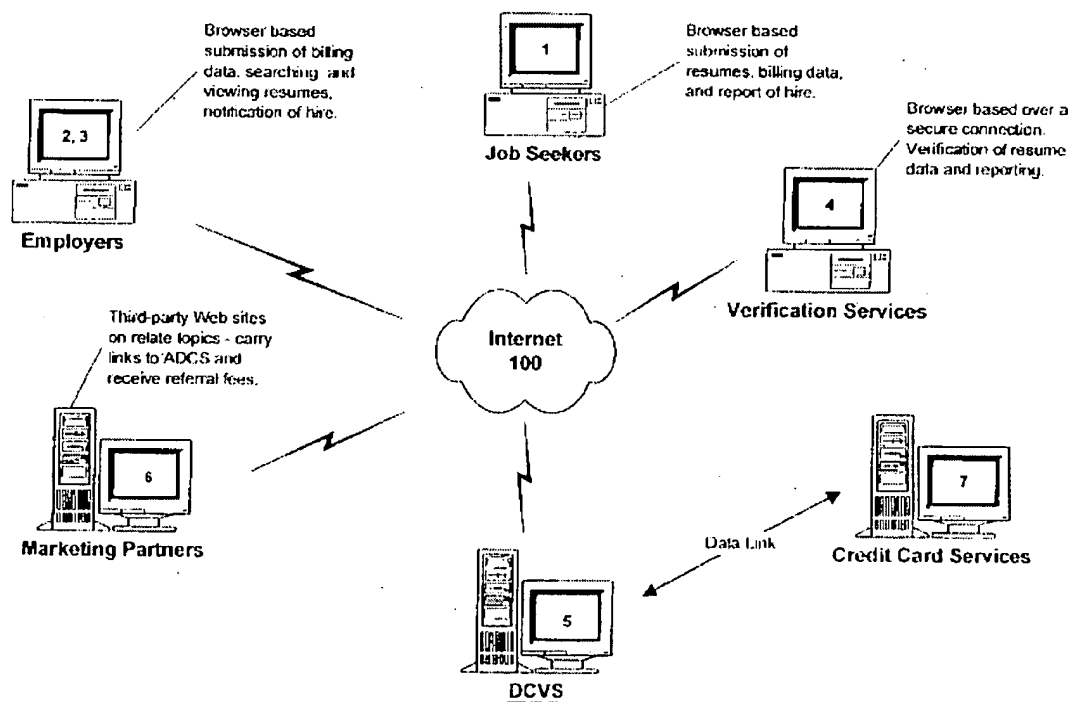 Browser based
submission of billing
data, searching and
viewing resumes,
notification of hire.
2, 3
Employers
1
Job Seekors
Browser based
submission of
resumes, billing data,
and report of hire.
Browser based over a
secure connection.
Verification of resume
data and reporting.
4
Verification Services
Internet
100
Third-party Web sites
on relate topics - carry
links to ADCS and
receive referral fees.
6
Marketing Partners
5
DCVS
Data Link
7
Credit Card Services